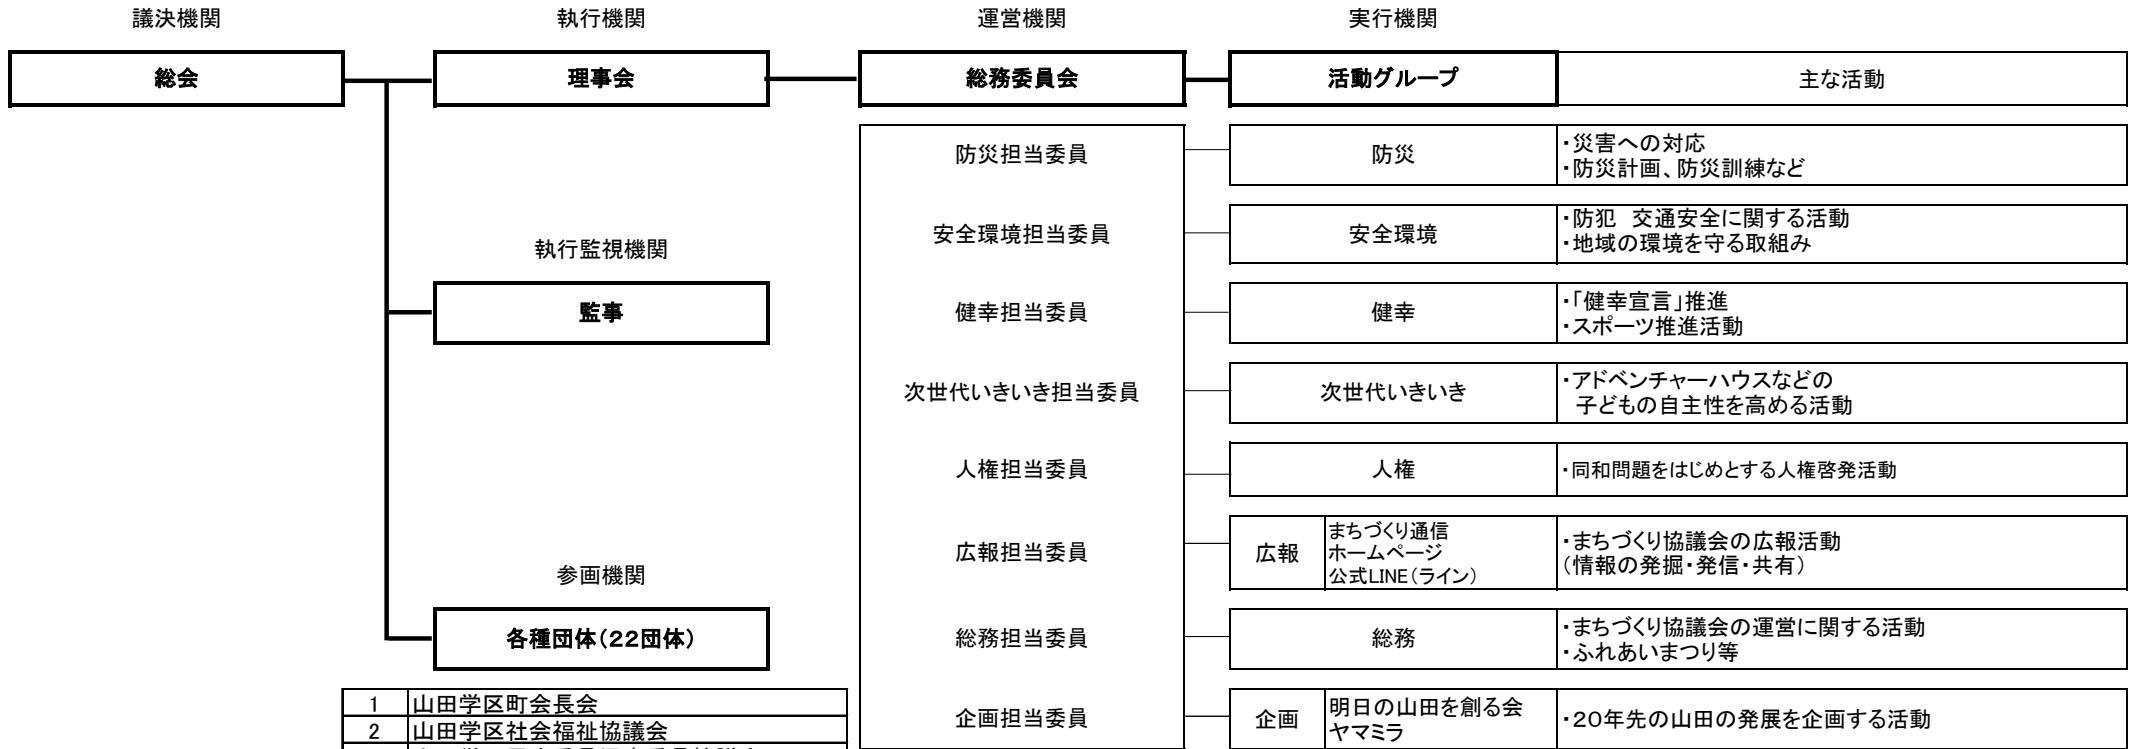 議決機関
執行機関
運営機関
実行機関
総会
理事会
総務委員会
活動グループ
主な活動
防災担当委員
防災
・災害への対応
・防災計画、防災訓練など
安全環境担当委員
安全環境
・防犯　交通安全に関する活動
・地域の環境を守る取組み
執行監視機関
監事
健幸担当委員
健幸
・「健幸宣言」推進
・スポーツ推進活動
次世代いきいき担当委員
次世代いきいき
・アドベンチャーハウスなどの
子どもの自主性を高める活動
人権担当委員
人権
・同和問題をはじめとする人権啓発活動
広報担当委員
広報
まちづくり通信
ホームページ
公式LINE（ライン）
・まちづくり協議会の広報活動
（情報の発掘・発信・共有）
参画機関
各種団体（２２団体）
総務担当委員
総務
・まちづくり協議会の運営に関する活動
・ふれあいまつり等
1 山田学区町会長会
2 山田学区社会福祉協議会
企画担当委員
企画
明日の山田を創る会
ヤマミラ
・２０年先の山田の発展を企画する活動